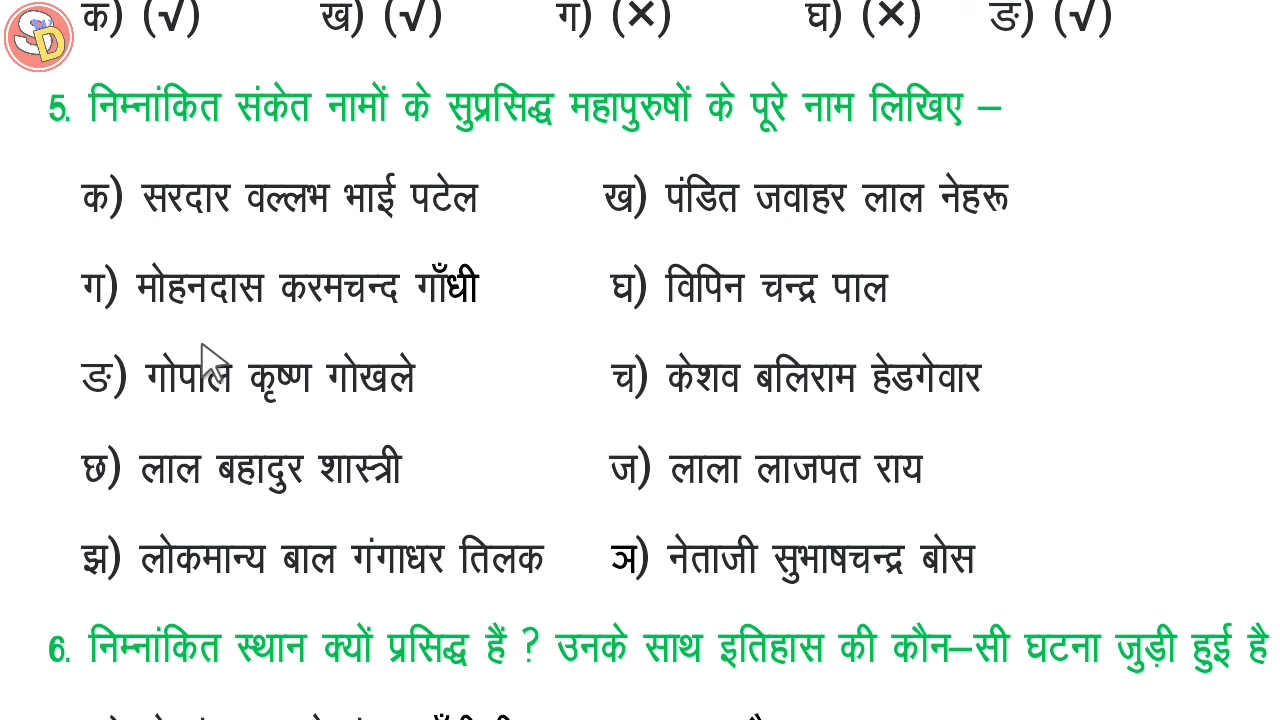 क) (√) ख) (√) ग) (×) घ) (×) ङ) (√)
5. निम्नांकित संकेत नामों के सुप्रसिद्ध महापुरुषों के पूरे नाम लिखिए –
क) सरदार वल्लभ भाई पटेल ख) पंडित जवाहर लाल नेहरू
ग) मोहनदास करमचन्द गाँधी घ) विपिन चन्द्र पाल
ङ) गोपाल कृष्ण गोखले च) केशव बलिराम हेडगेवार
छ) लाल बहादुर शास्त्री ज) लाला लाजपत राय
झ) लोकमान्य बाल गंगाधर तिलक ञ) नेताजी सुभाषचन्द्र बोस
6. निम्नांकित स्थान क्यों प्रसिद्ध हैं ? उनके साथ इतिहास की कौन–सी घटना जुड़ी हुई है